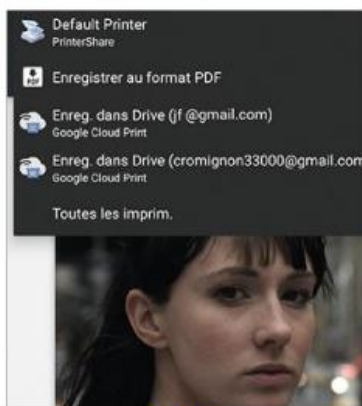 Default Printer
PrinterShare
PDF
Enregistrer au format PDF
Enreg. dans Drive (jf @gmail.com)
Google Cloud Print
Enreg. dans Drive (cromignon33000@gmail.com
Google Cloud Print
Toutes les imprim.